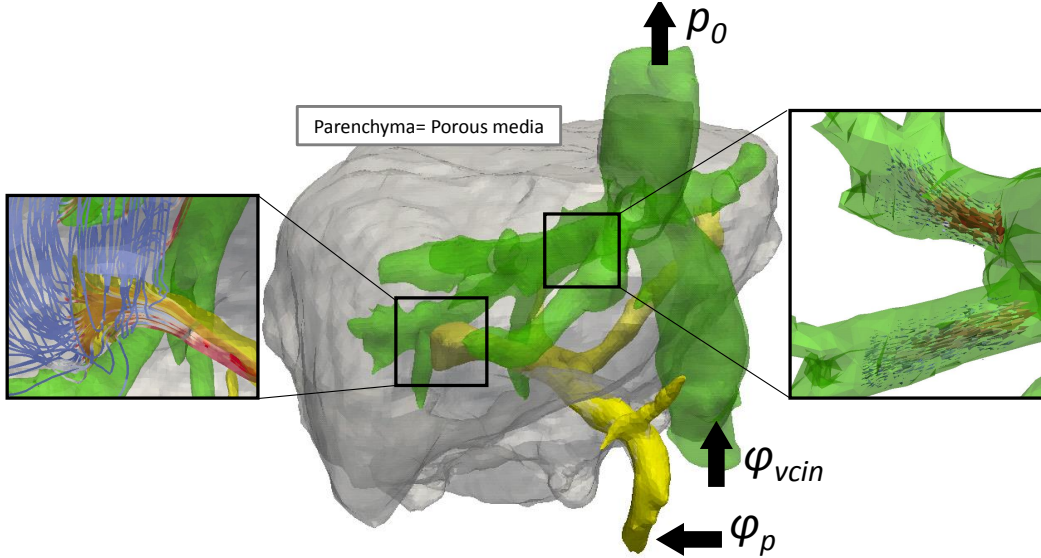 p₀
Parenchyma= Porous media
φvcin
φp